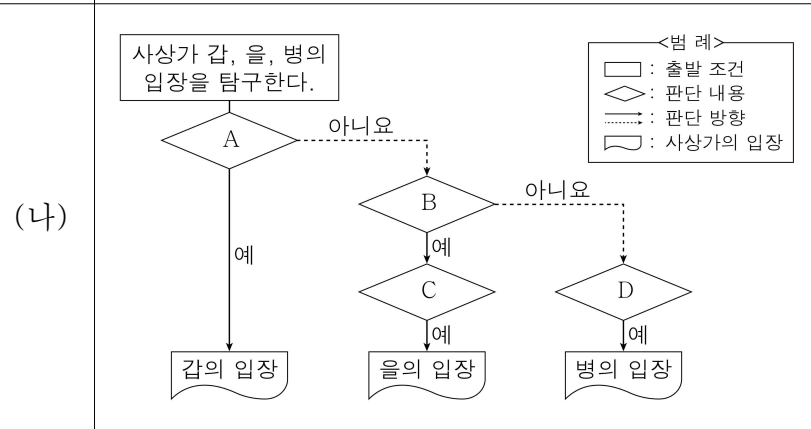 사상가 갑, 을, 병의
입장을 탐구한다.
<범 례>
: 출발 조건
: 판단 내용
: 판단 방향
: 사상가의 입장
A
아니요
B
아니요
(나)
예
예
C
D
예
예
갑의 입장
을의 입장
병의 입장